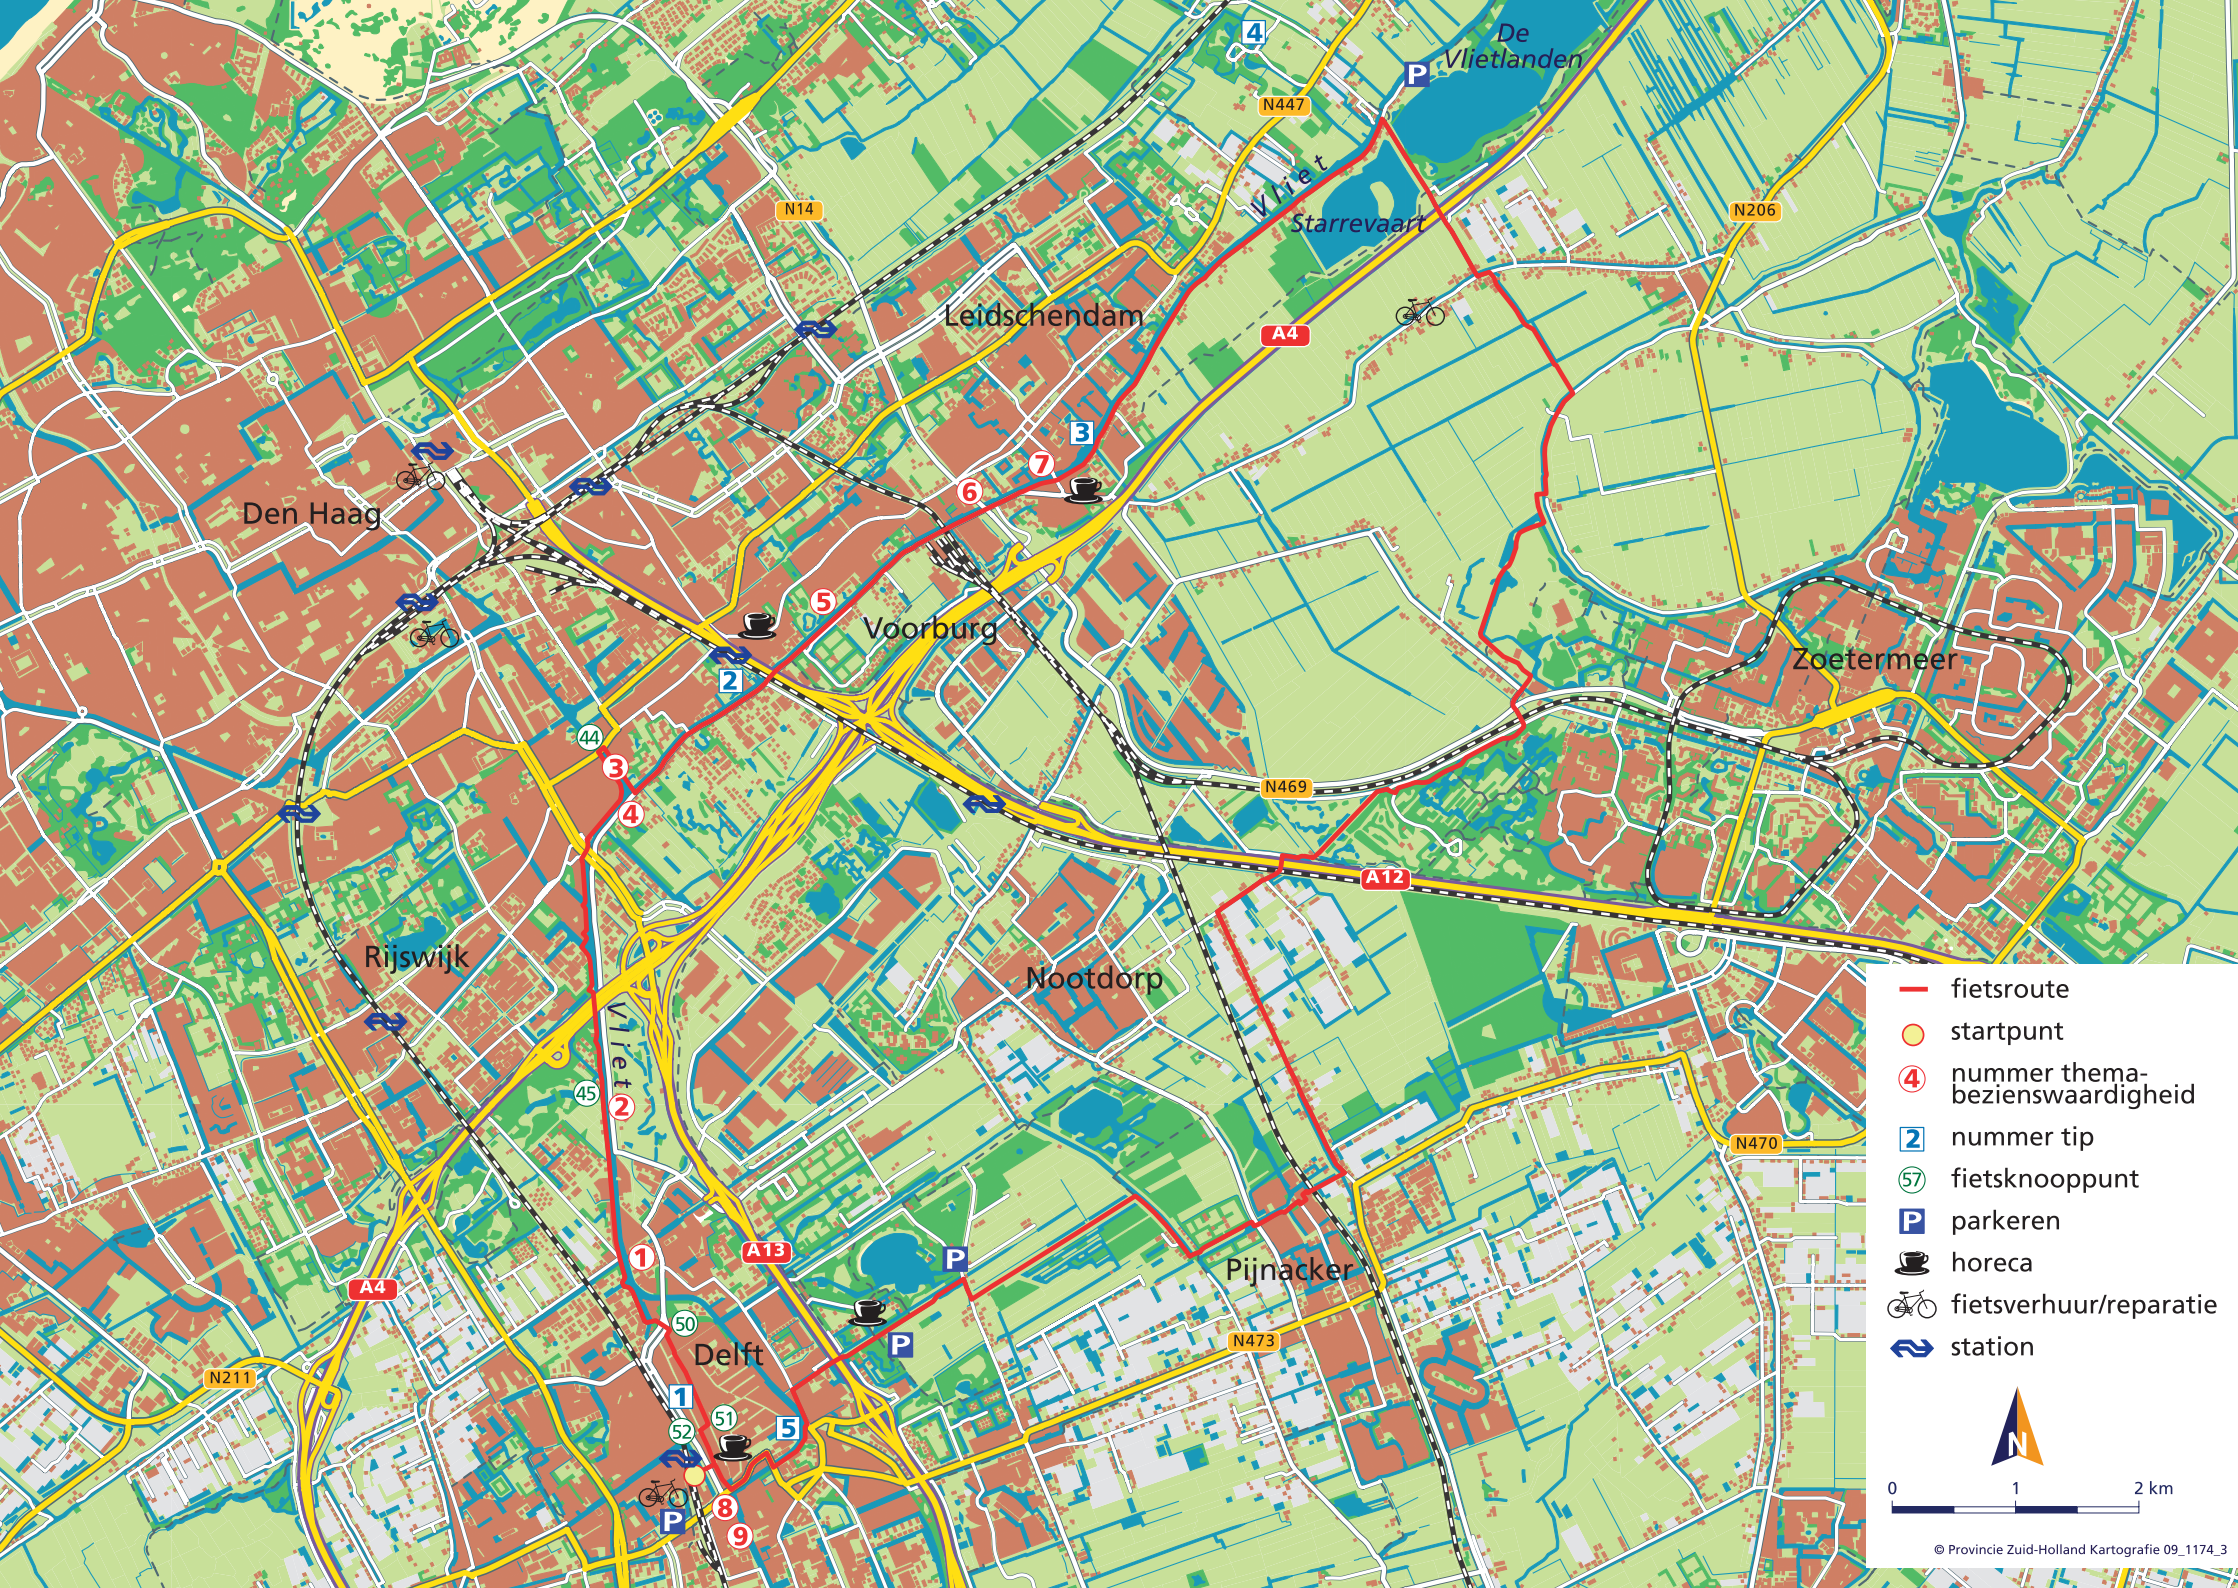 De
Vlietlanden
4
P
N447
N14
Vliet
N206
Starrevaart
Leidschendam
A4
3
7
6
Den Haag
5
Voorburg
2
Zoetermeer
44
3
4
N469
A12
Rijswijk
Nootdorp
Vliet
45
2
N470
1
A13
P
Pijnacker
A4
50
P
N473
Delft
N211
1
51
52
5
8
P
9
fietsroute
startpunt
4 nummer thema-
bezienswaardigheid
2 nummer tip
57 fietsknooppunt
P parkeren
horeca
fietsverhuur/reparatie
station
N
0 1 2 km
© Provincie Zuid-Holland Kartografie 09_1174_3